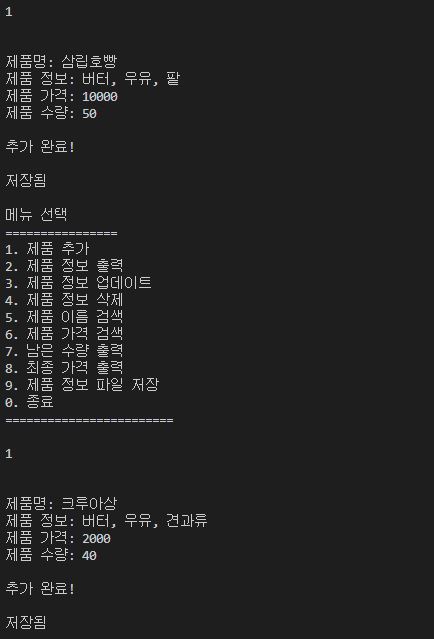 1
제품명: 삼립호빵
제품 정보: 버터, 우유, 팥
제품 가격: 10000
제품 수량: 50
추가 완료!
저장됨
메뉴 선택
================
1. 제품 추가
2. 제품 정보 출력
3. 제품 정보 업데이트
4. 제품 정보 삭제
5. 제품 이름 검색
6. 제품 가격 검색
7. 남은 수량 출력
8. 최종 가격 출력
9. 제품 정보 파일 저장
0. 종료
========================
1
제품명: 크루아상
제품 정보: 버터, 우유, 견과류
제품 가격: 2000
제품 수량: 40
추가 완료!
저장됨